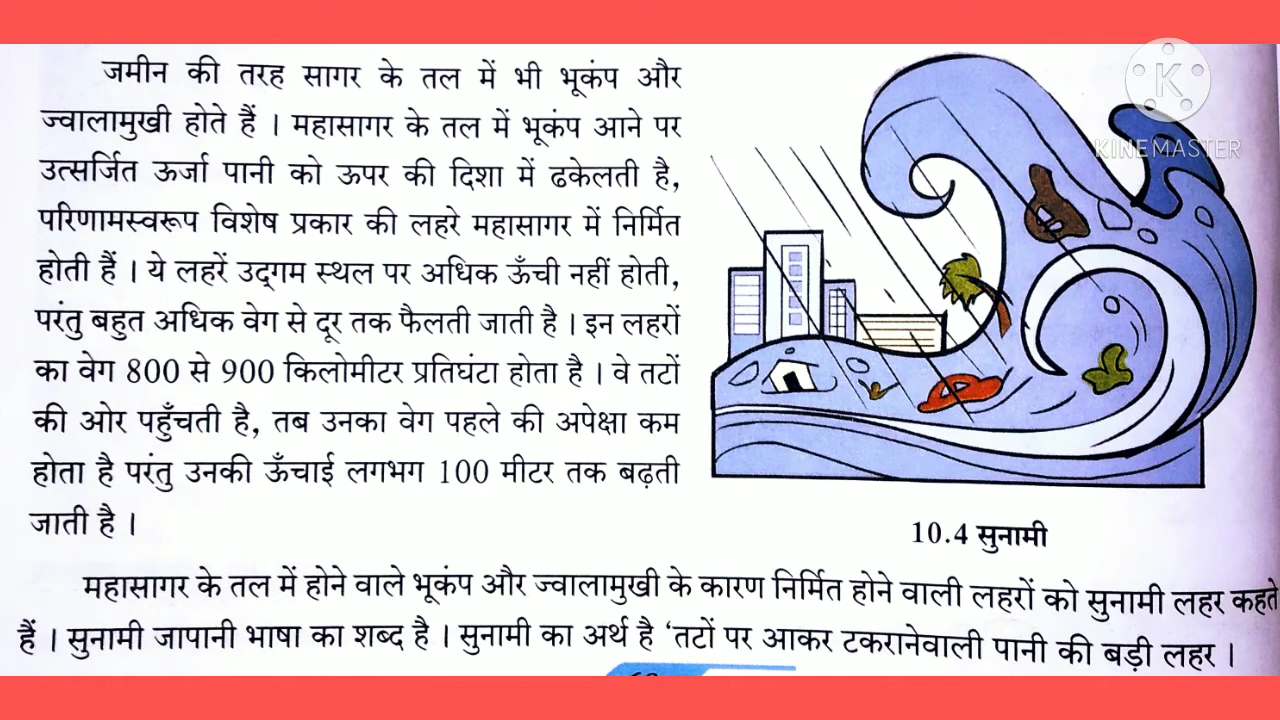 जमीन की तरह सागर के तल में भी भूकंप और
ज्वालामुखी होते हैं । महासागर के तल में भूकंप आने पर
उत्सर्जित ऊर्जा पानी को ऊपर की दिशा में ढकेलती है,
परिणामस्वरूप विशेष प्रकार की लहरे महासागर में निर्मित
होती हैं । ये लहरें उद्‌गम स्थल पर अधिक ऊँची नहीं होती,
परंतु बहुत अधिक वेग से दूर तक फैलती जाती है । इन लहरों
का वेग 800 से 900 किलोमीटर प्रतिघंटा होता है । वे तटों
की ओर पहुँचती है, तब उनका वेग पहले की अपेक्षा कम
होता है परंतु उनकी ऊँचाई लगभग 100 मीटर तक बढ़ती
जाती है ।
K
KINEMASTER
10.4 सुनामी
महासागर के तल में होने वाले भूकंप और ज्वालामुखी के कारण निर्मित होने वाली लहरों को सुनामी लहर कहते
हैं । सुनामी जापानी भाषा का शब्द है । सुनामी का अर्थ है ‘तटों पर आकर टकरानेवाली पानी की बड़ी लहर ।